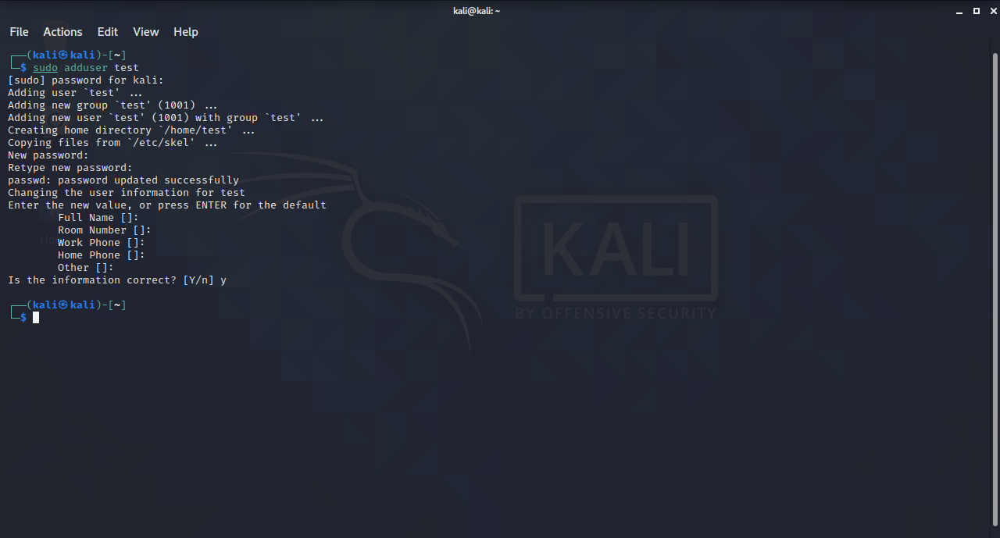 kali@kali: ~
File Actions Edit View Help
┌──(kali㉿kali)-[~]
└─$ sudo adduser test
[sudo] password for kali:
Adding user `test' ...
Adding new group `test' (1001) ...
Adding new user `test' (1001) with group `test' ...
Creating home directory `/home/test' ...
Copying files from `/etc/skel' ...
New password:
Retype new password:
passwd: password updated successfully
Changing the user information for test
Enter the new value, or press ENTER for the default
Full Name []:
Room Number []:
Work Phone []:
Home Phone []:
Other []:
Is the information correct? [Y/n] y
┌──(kali㉿kali)-[~]
└─$
KALI
BY OFFENSIVE SECURITY